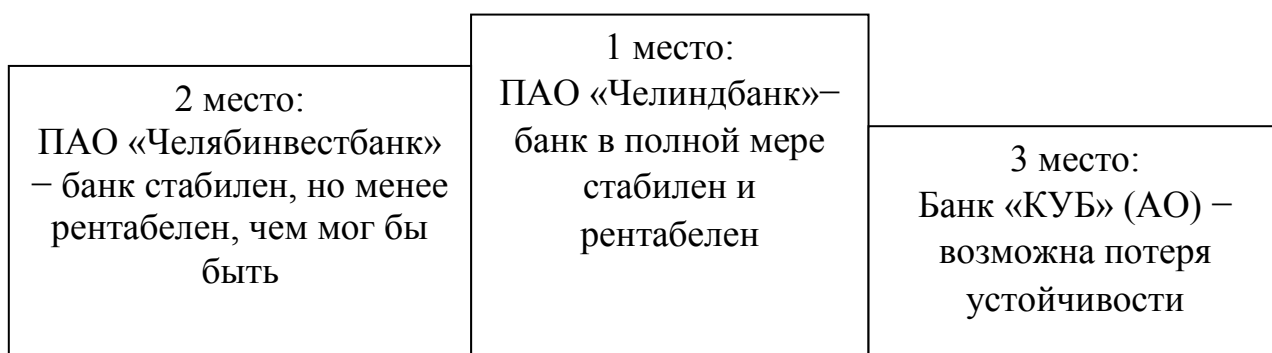 2 место:
ПАО «Челябинвестбанк»
− банк стабилен, но менее
рентабелен, чем мог бы
быть
1 место:
ПАО «Челиндбанк»−
банк в полной мере
стабилен и
рентабелен
3 место:
Банк «КУБ» (АО) −
возможна потеря
устойчивости